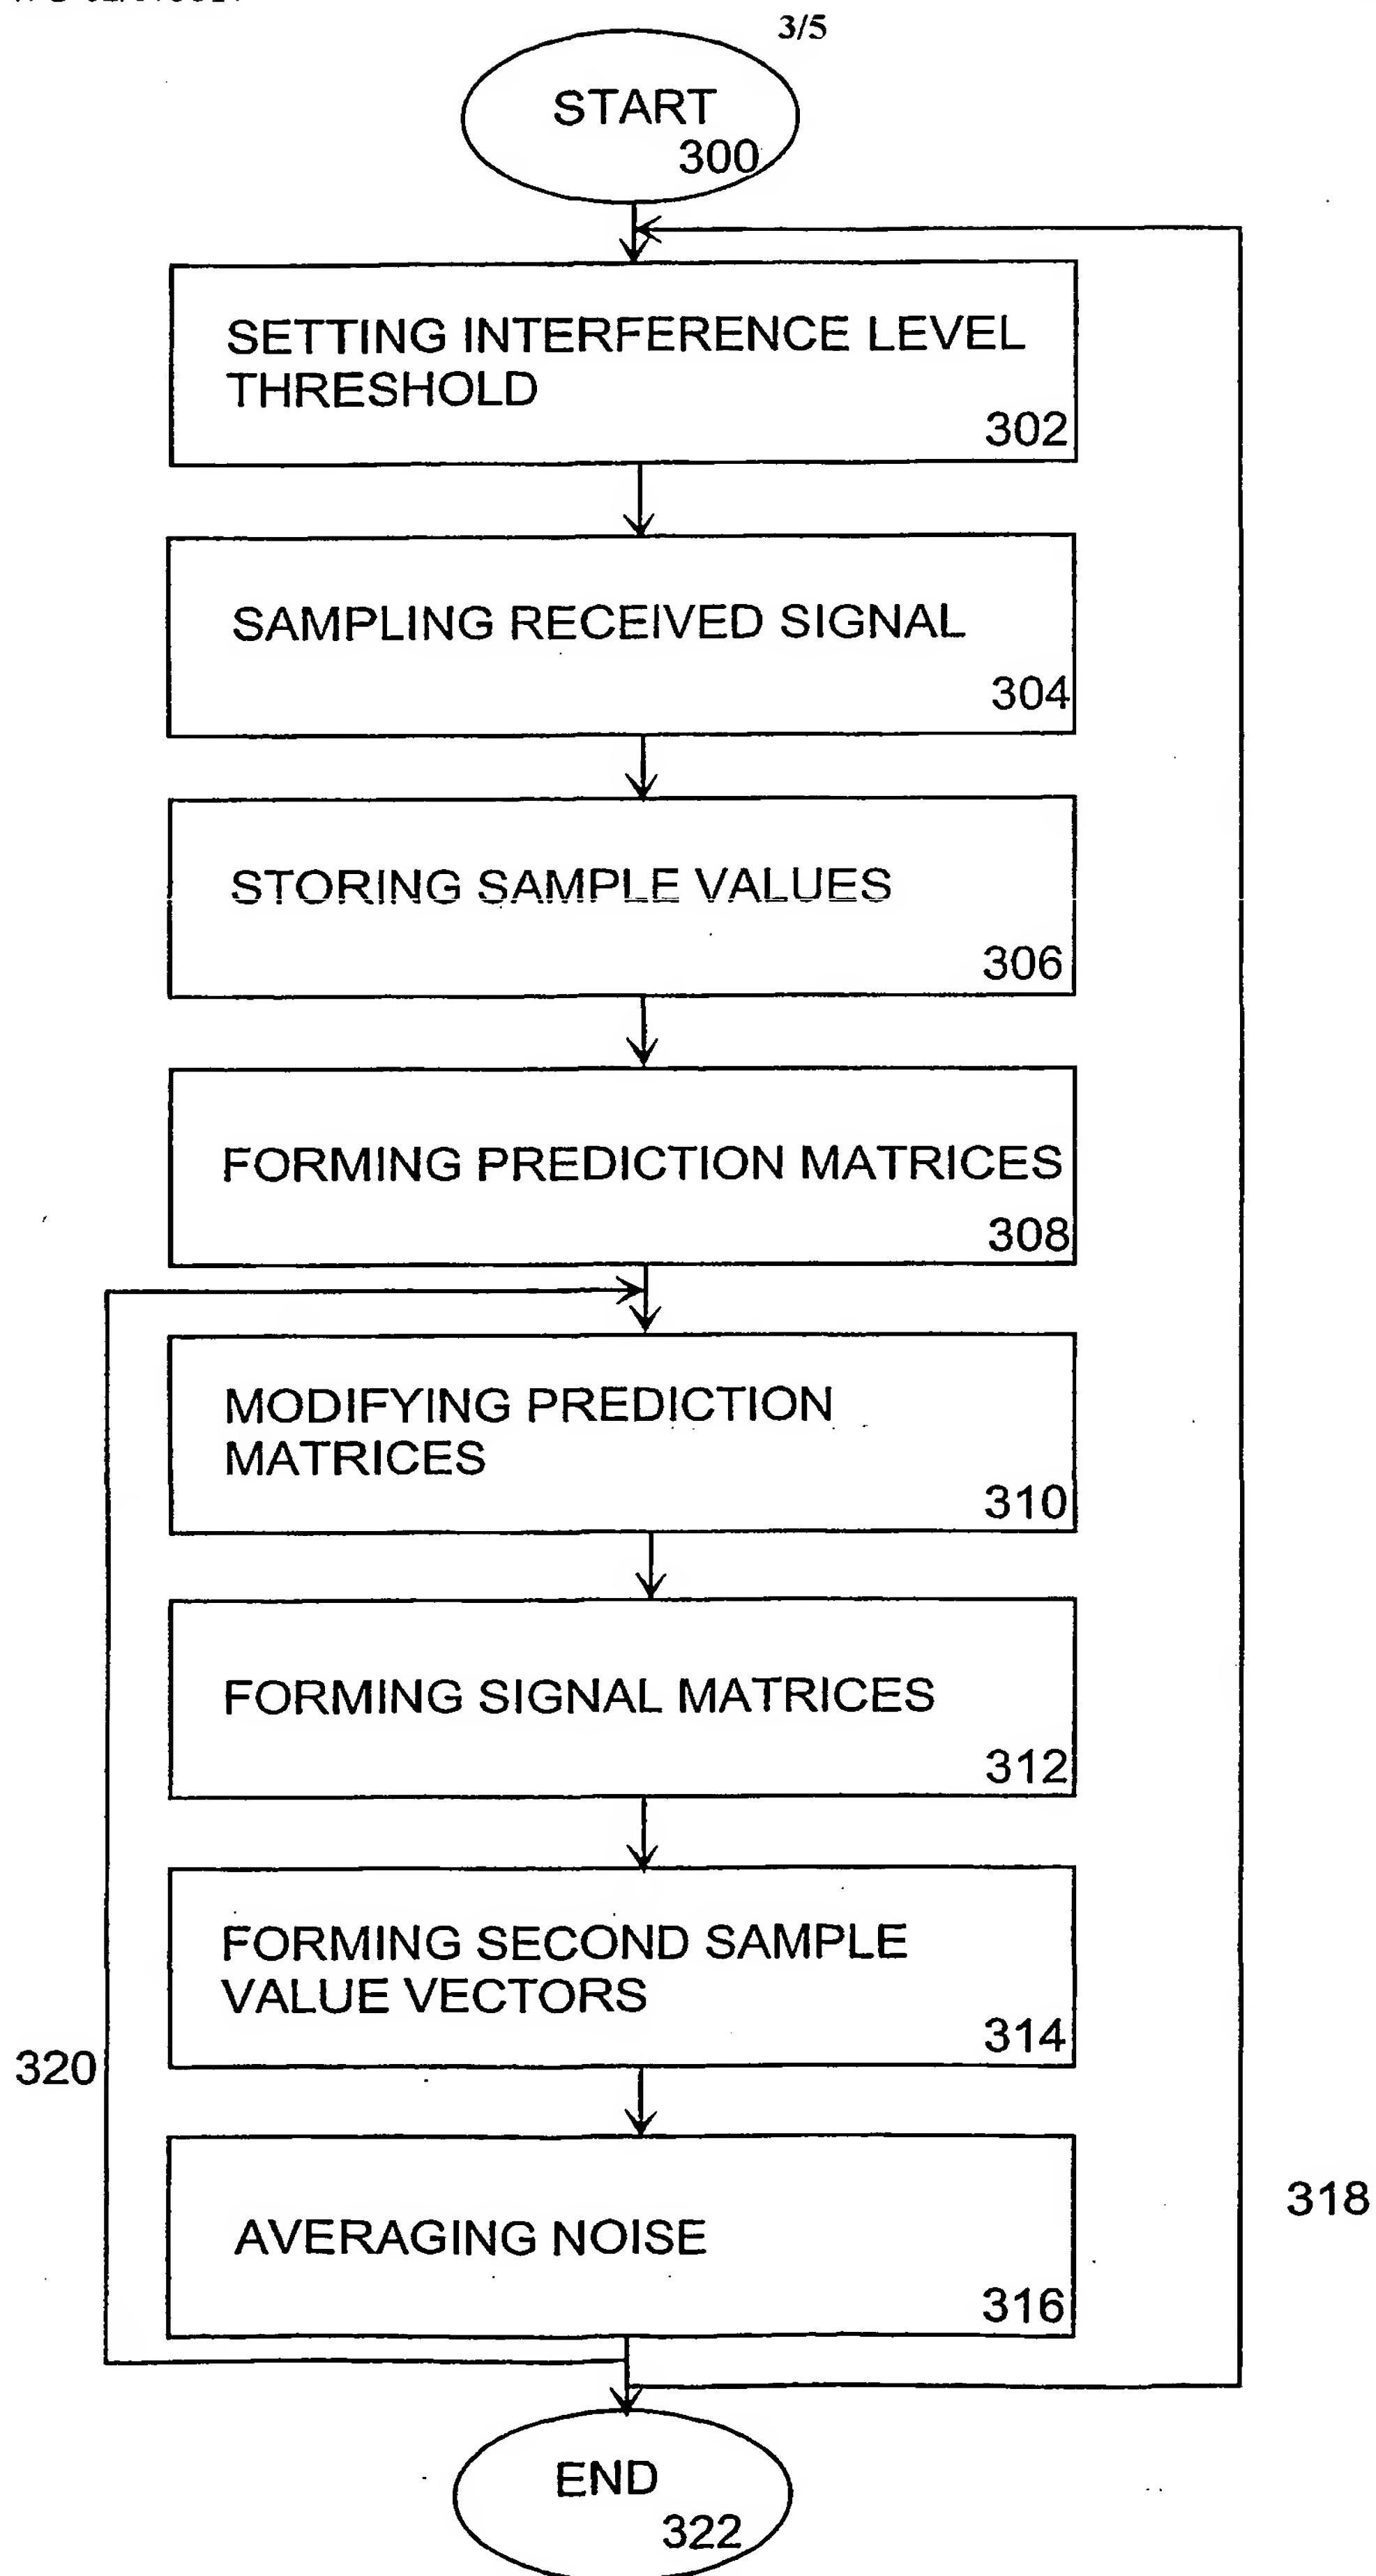 3/5
START
300
SETTING INTERFERENCE LEVEL
THRESHOLD
302
SAMPLING RECEIVED SIGNAL
304
STORING SAMPLE VALUES
306
FORMING PREDICTION MATRICES
308
MODIFYING PREDICTION
MATRICES
310
FORMING SIGNAL MATRICES
312
FORMING SECOND SAMPLE
VALUE VECTORS
314
320
AVERAGING NOISE
316
318
END
322